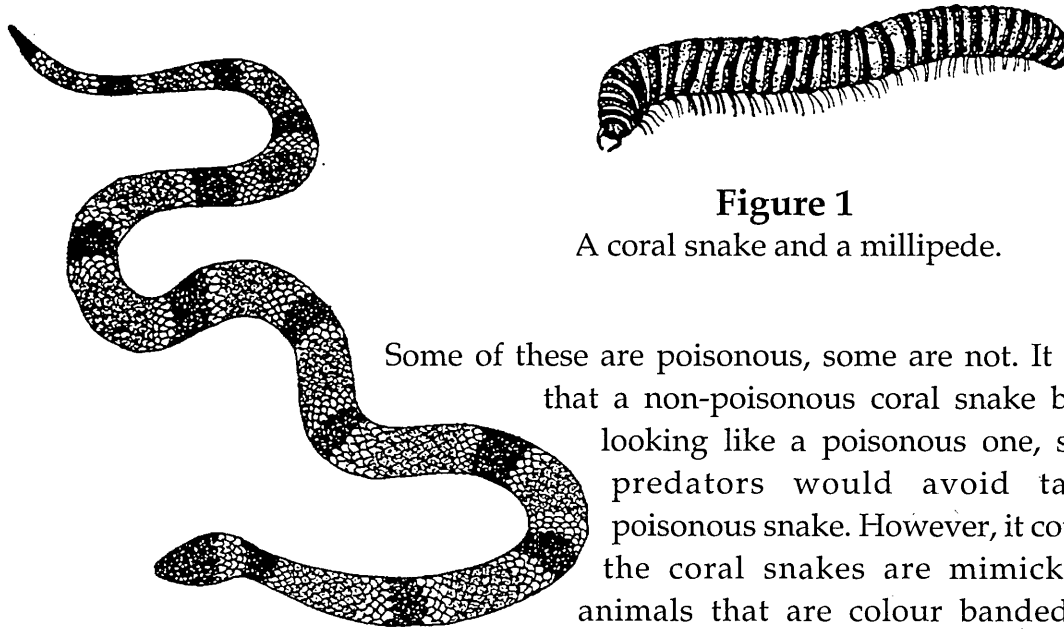 Figure 1
A coral snake and a millipede.
Some of these are poisonous, some are not. It
that a non-poisonous coral snake b
looking like a poisonous one, s
predators would avoid ta
poisonous snake. However, it co
the coral snakes are mimick
animals that are colour banded